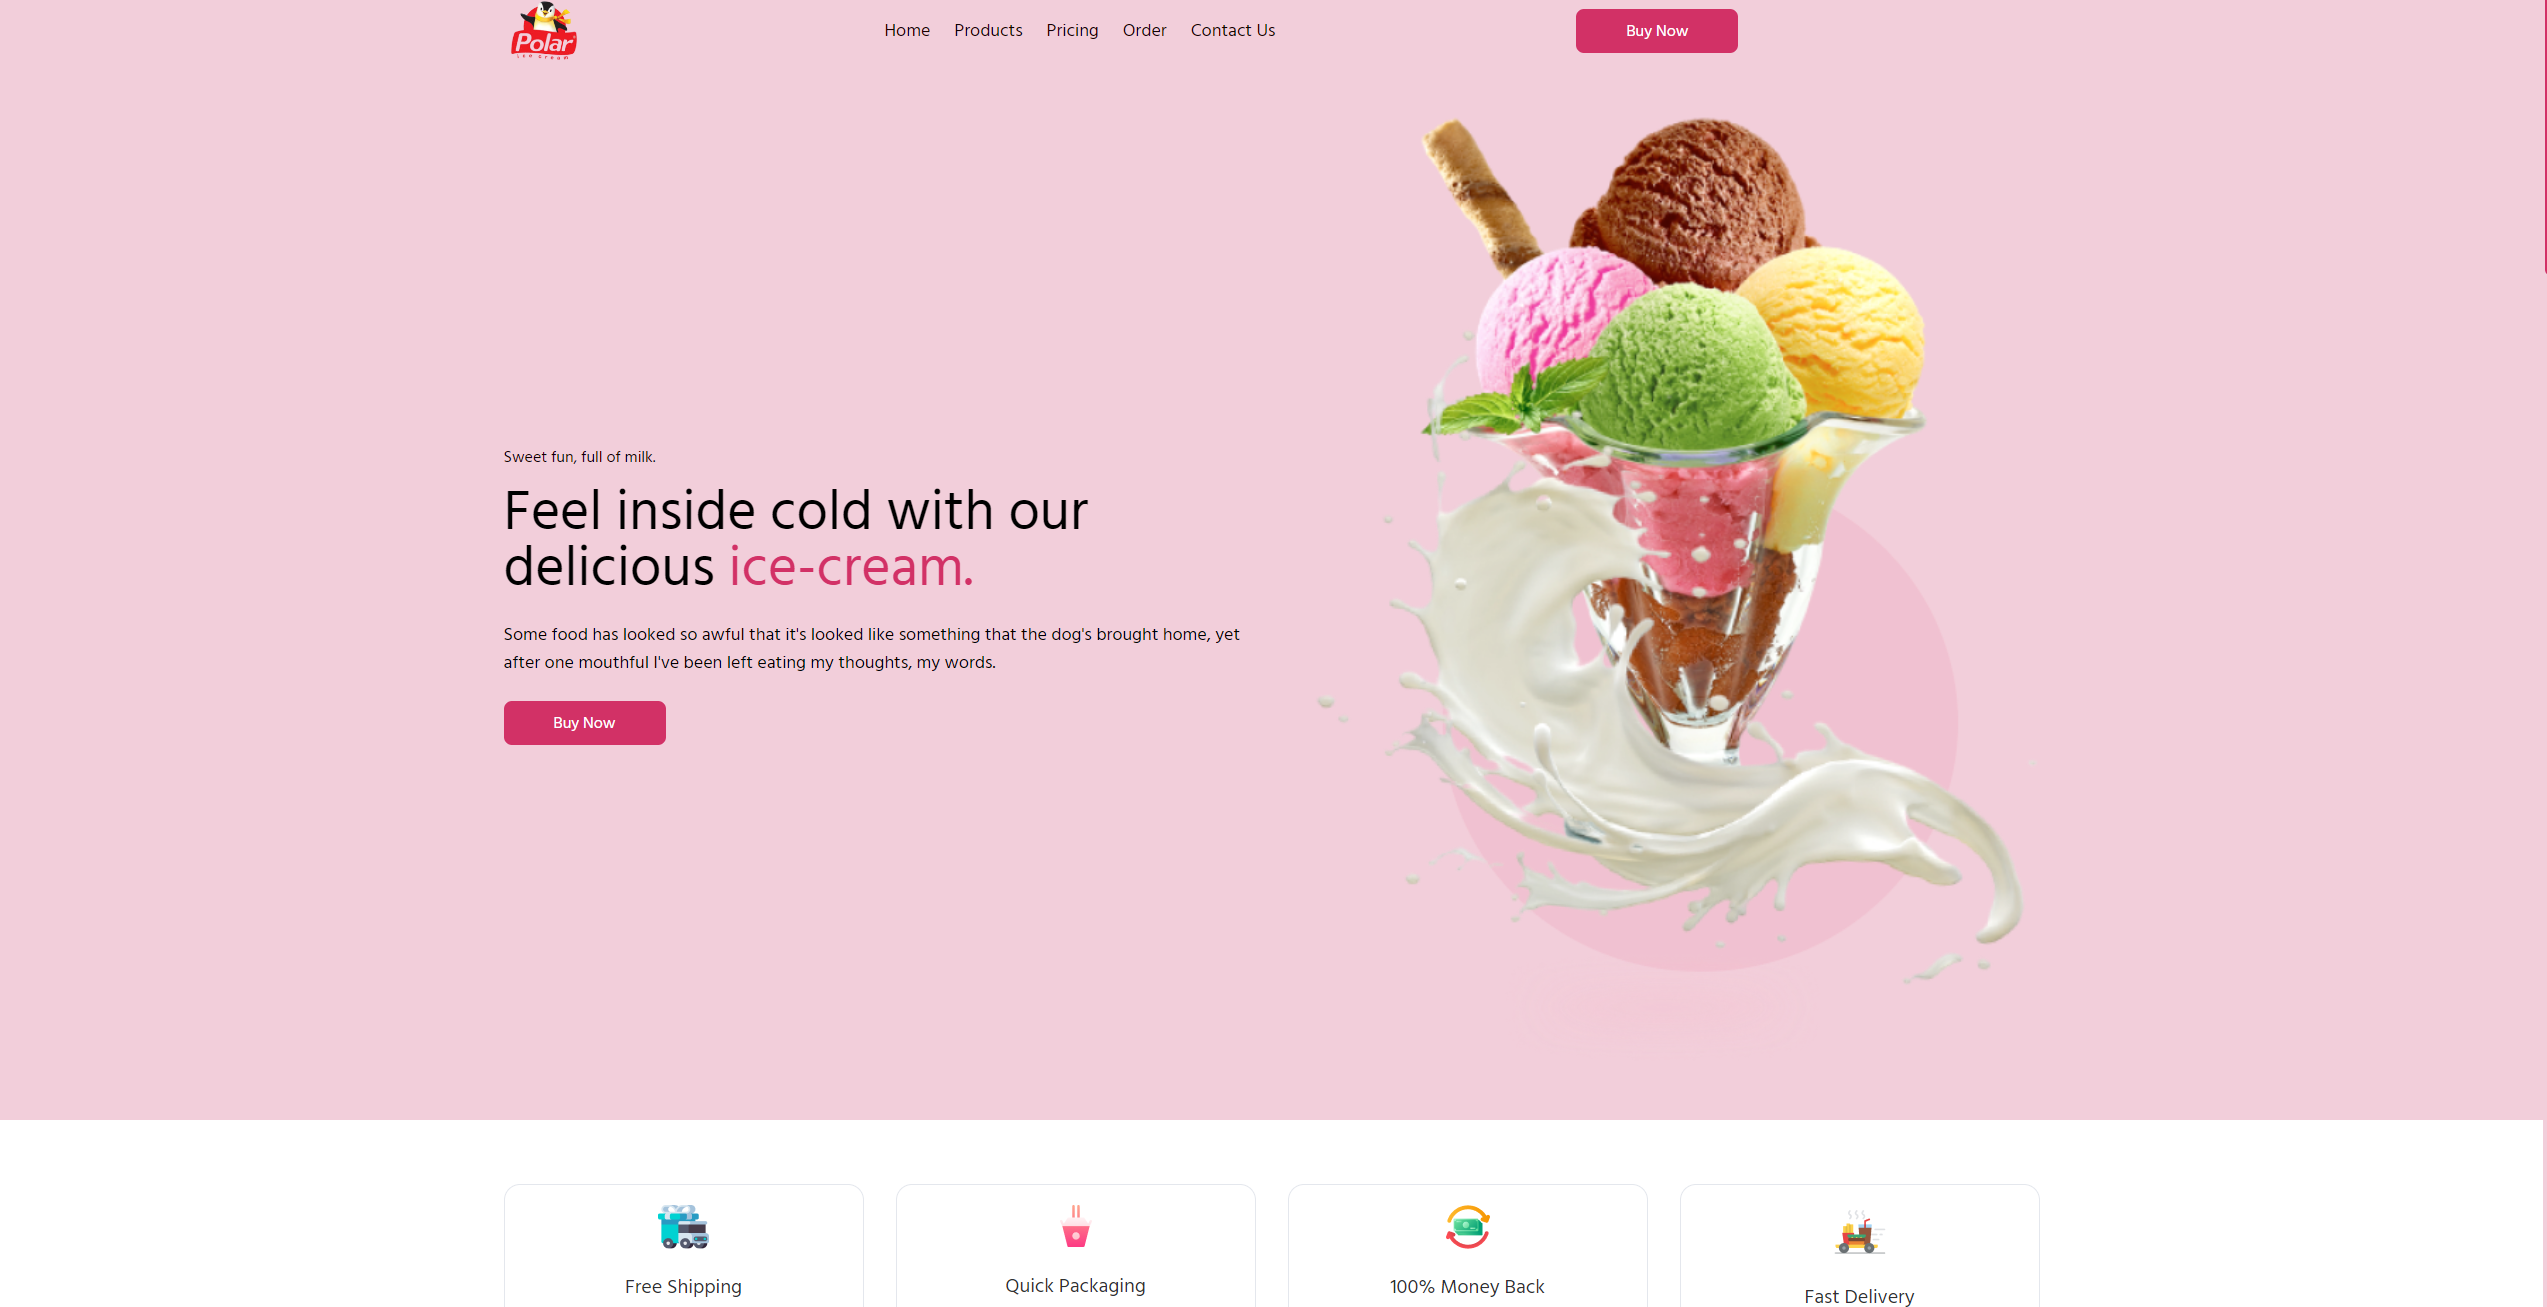 Polar
ice cream
Home Products Pricing Order Contact Us
Buy Now
Sweet fun, full of milk.
Feel inside cold with our
delicious ice-cream.
Some food has looked so awful that it's looked like something that the dog's brought home, yet
after one mouthful I've been left eating my thoughts, my words.
Buy Now
Free Shipping
Quick Packaging
100% Money Back
Fast Delivery